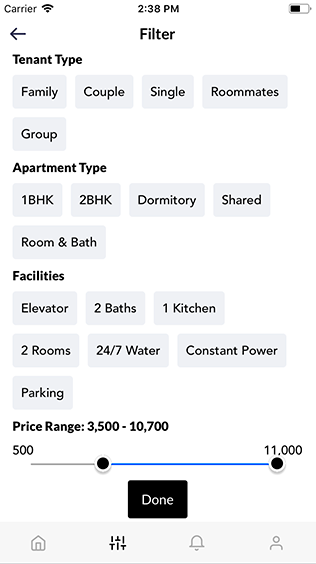 Carrier 2:38 PM
Filter
Tenant Type
Family Couple Single Roommates
Group
Apartment Type
1BHK 2BHK Dormitory Shared
Room & Bath
Facilities
Elevator 2 Baths 1 Kitchen
2 Rooms 24/7 Water Constant Power
Parking
Price Range: 3,500 - 10,700
500 11,000
Done